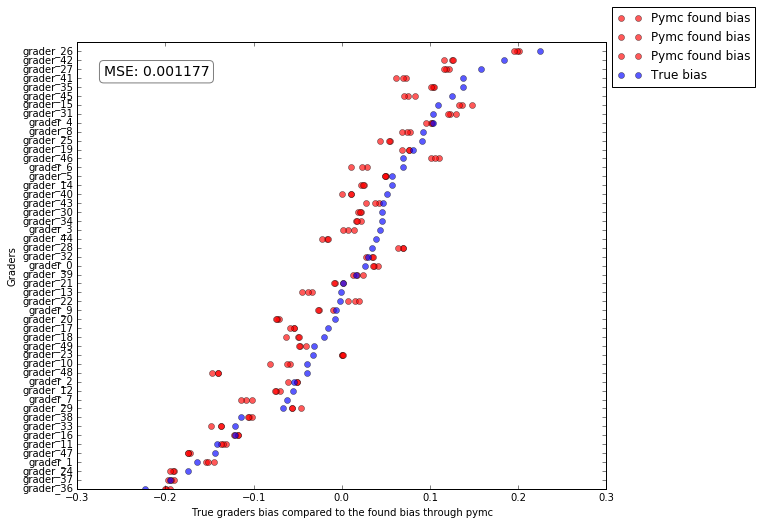 Pymc found bias
Pymc found bias
Pymc found bias
True bias
MSE: 0.001177
Graders
grader_26
grader_42
grader_27
grader_41
grader_35
grader_45
grader_15
grader_31
grader_4
grader_8
grader_25
grader_19
grader_46
grader_6
grader_5
grader_14
grader_40
grader_43
grader_30
grader_34
grader_3
grader_44
grader_28
grader_32
grader_0
grader_39
grader_21
grader_13
grader_22
grader_9
grader_20
grader_17
grader_18
grader_49
grader_23
grader_10
grader_48
grader_2
grader_12
grader_7
grader_29
grader_38
grader_33
grader_16
grader_11
grader_47
grader_1
grader_24
grader_37
grader_36
−0.3 −0.2 −0.1 0.0 0.1 0.2 0.3
True graders bias compared to the found bias through pymc